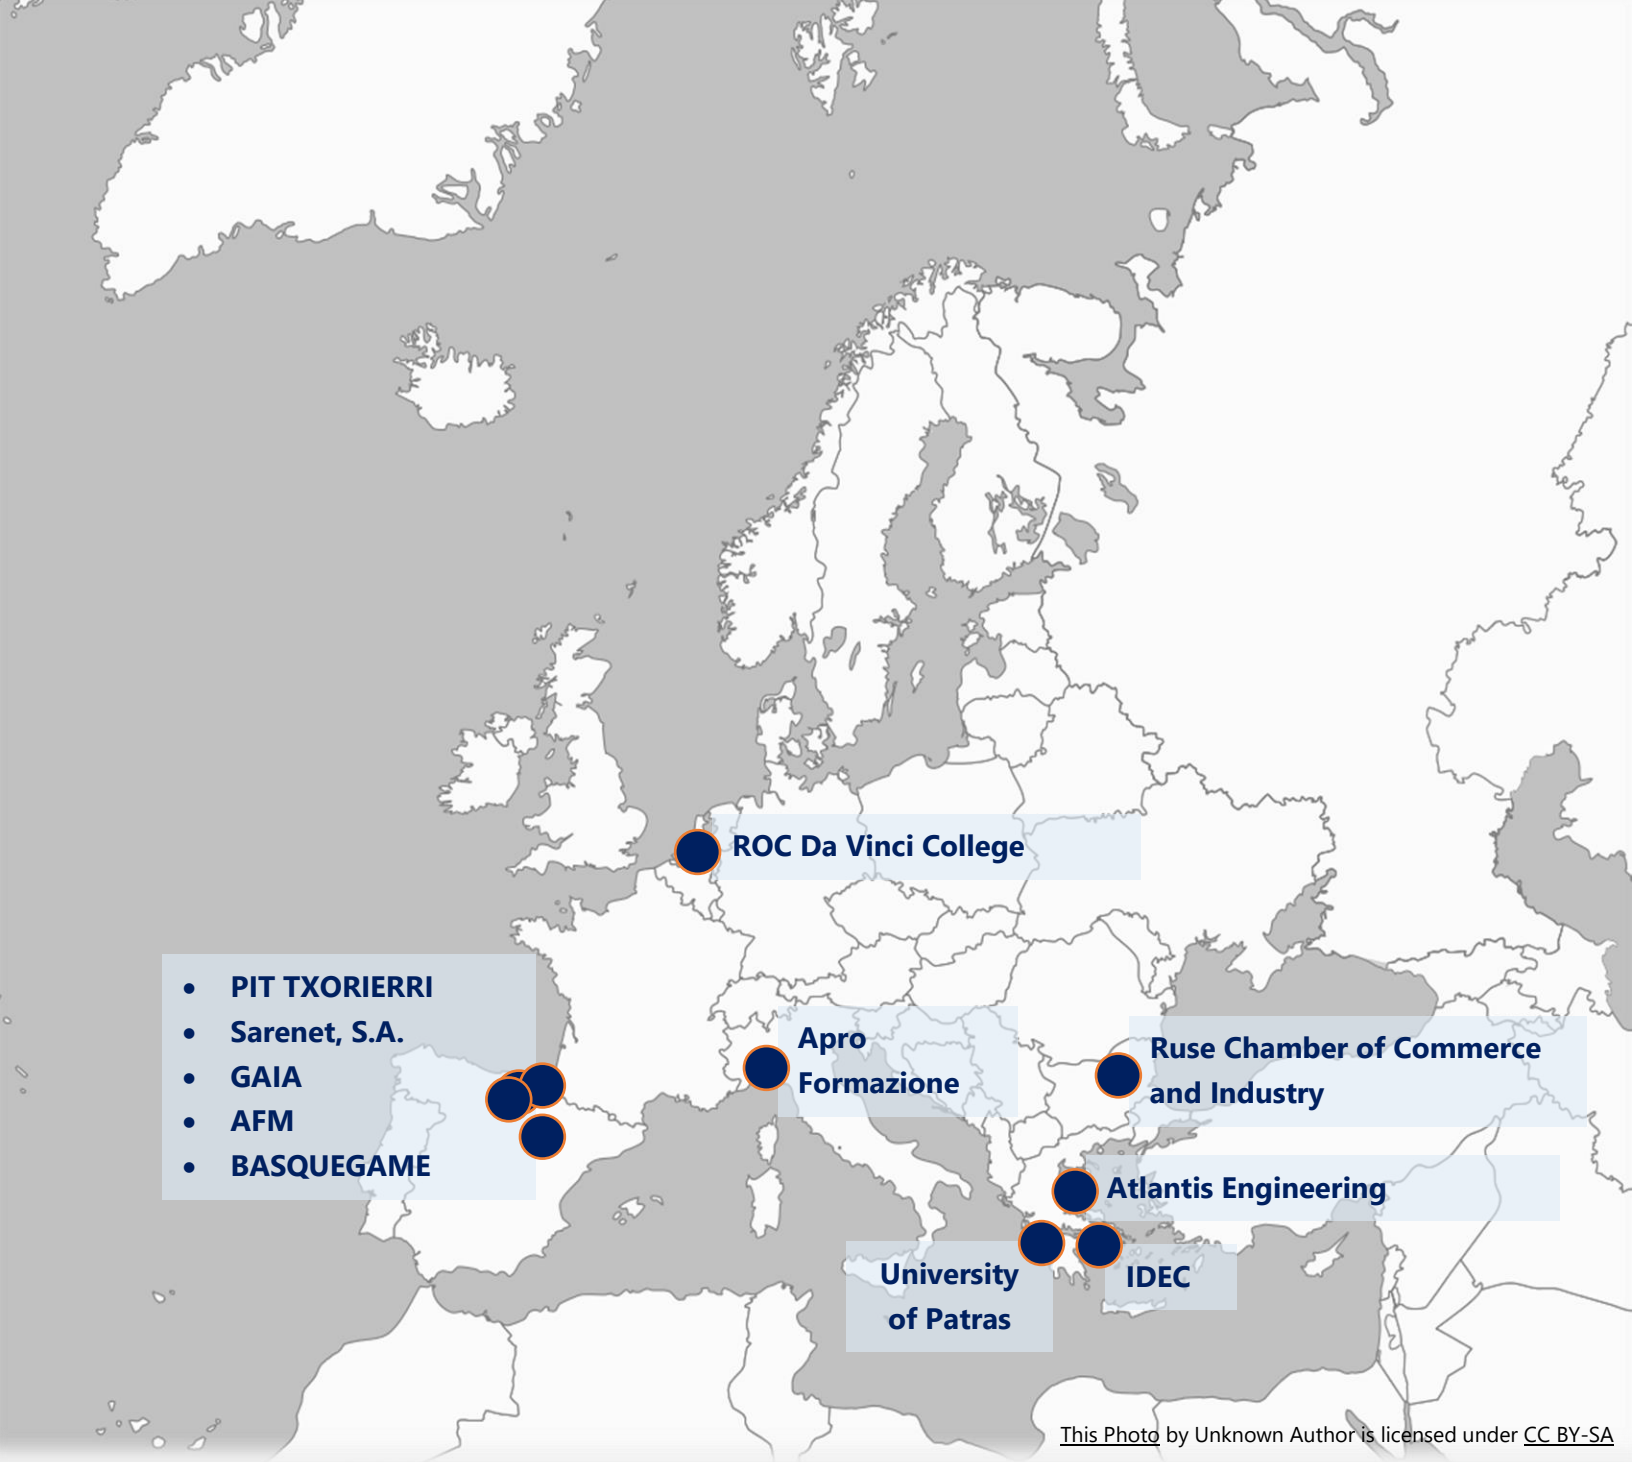 ROC Da Vinci College
• PIT TXORIERRI
• Sarenet, S.A.
• GAIA
• AFM
• BASQUEGAME
Apro
Formazione
Ruse Chamber of Commerce
and Industry
Atlantis Engineering
University
of Patras
IDEC
This Photo by Unknown Author is licensed under CC BY-SA